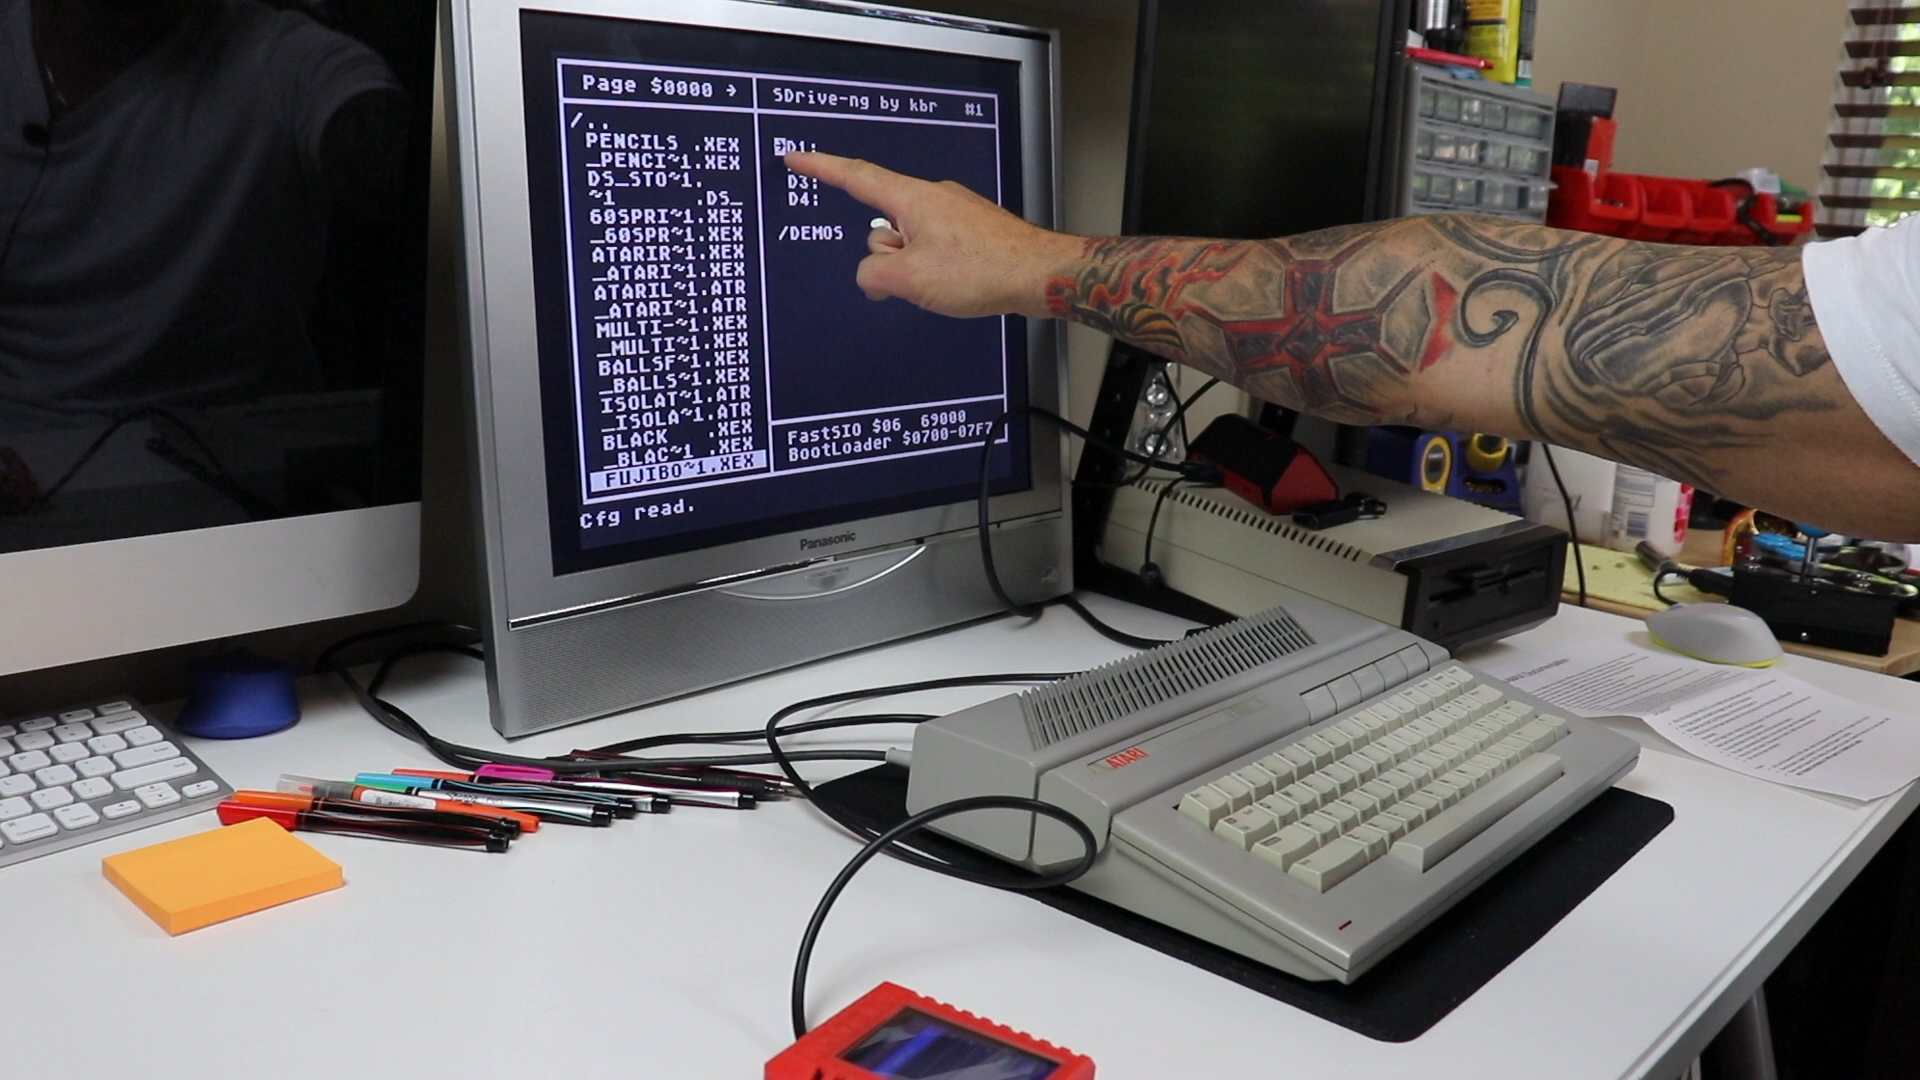 Page $0000 →
/..
PENCILS .XEX
_PENCI~1.XEX
DS_STO~1.
~1 .DS_
60SPRI~1.XEX
_60SPR~1.XEX
ATARIR~1.XEX
_ATARI~1.XEX
ATARIL~1.ATR
_ATARI~1.ATR
MULTI-~1.XEX
_MULTI~1.XEX
BALLSF~1.XEX
_BALLS~1.XEX
ISOLAT~1.ATR
_ISOLA~1.ATR
BLACK .XEX
_BLAC~1 .XEX
FUJIBO~1.XEX
Cfg read.
SDrive-ng by kbr #1
→D1:
D3:
D4:
/DEMOS
FastSIO $06 69000
BootLoader $0700-07F7
Panasonic
ATARI